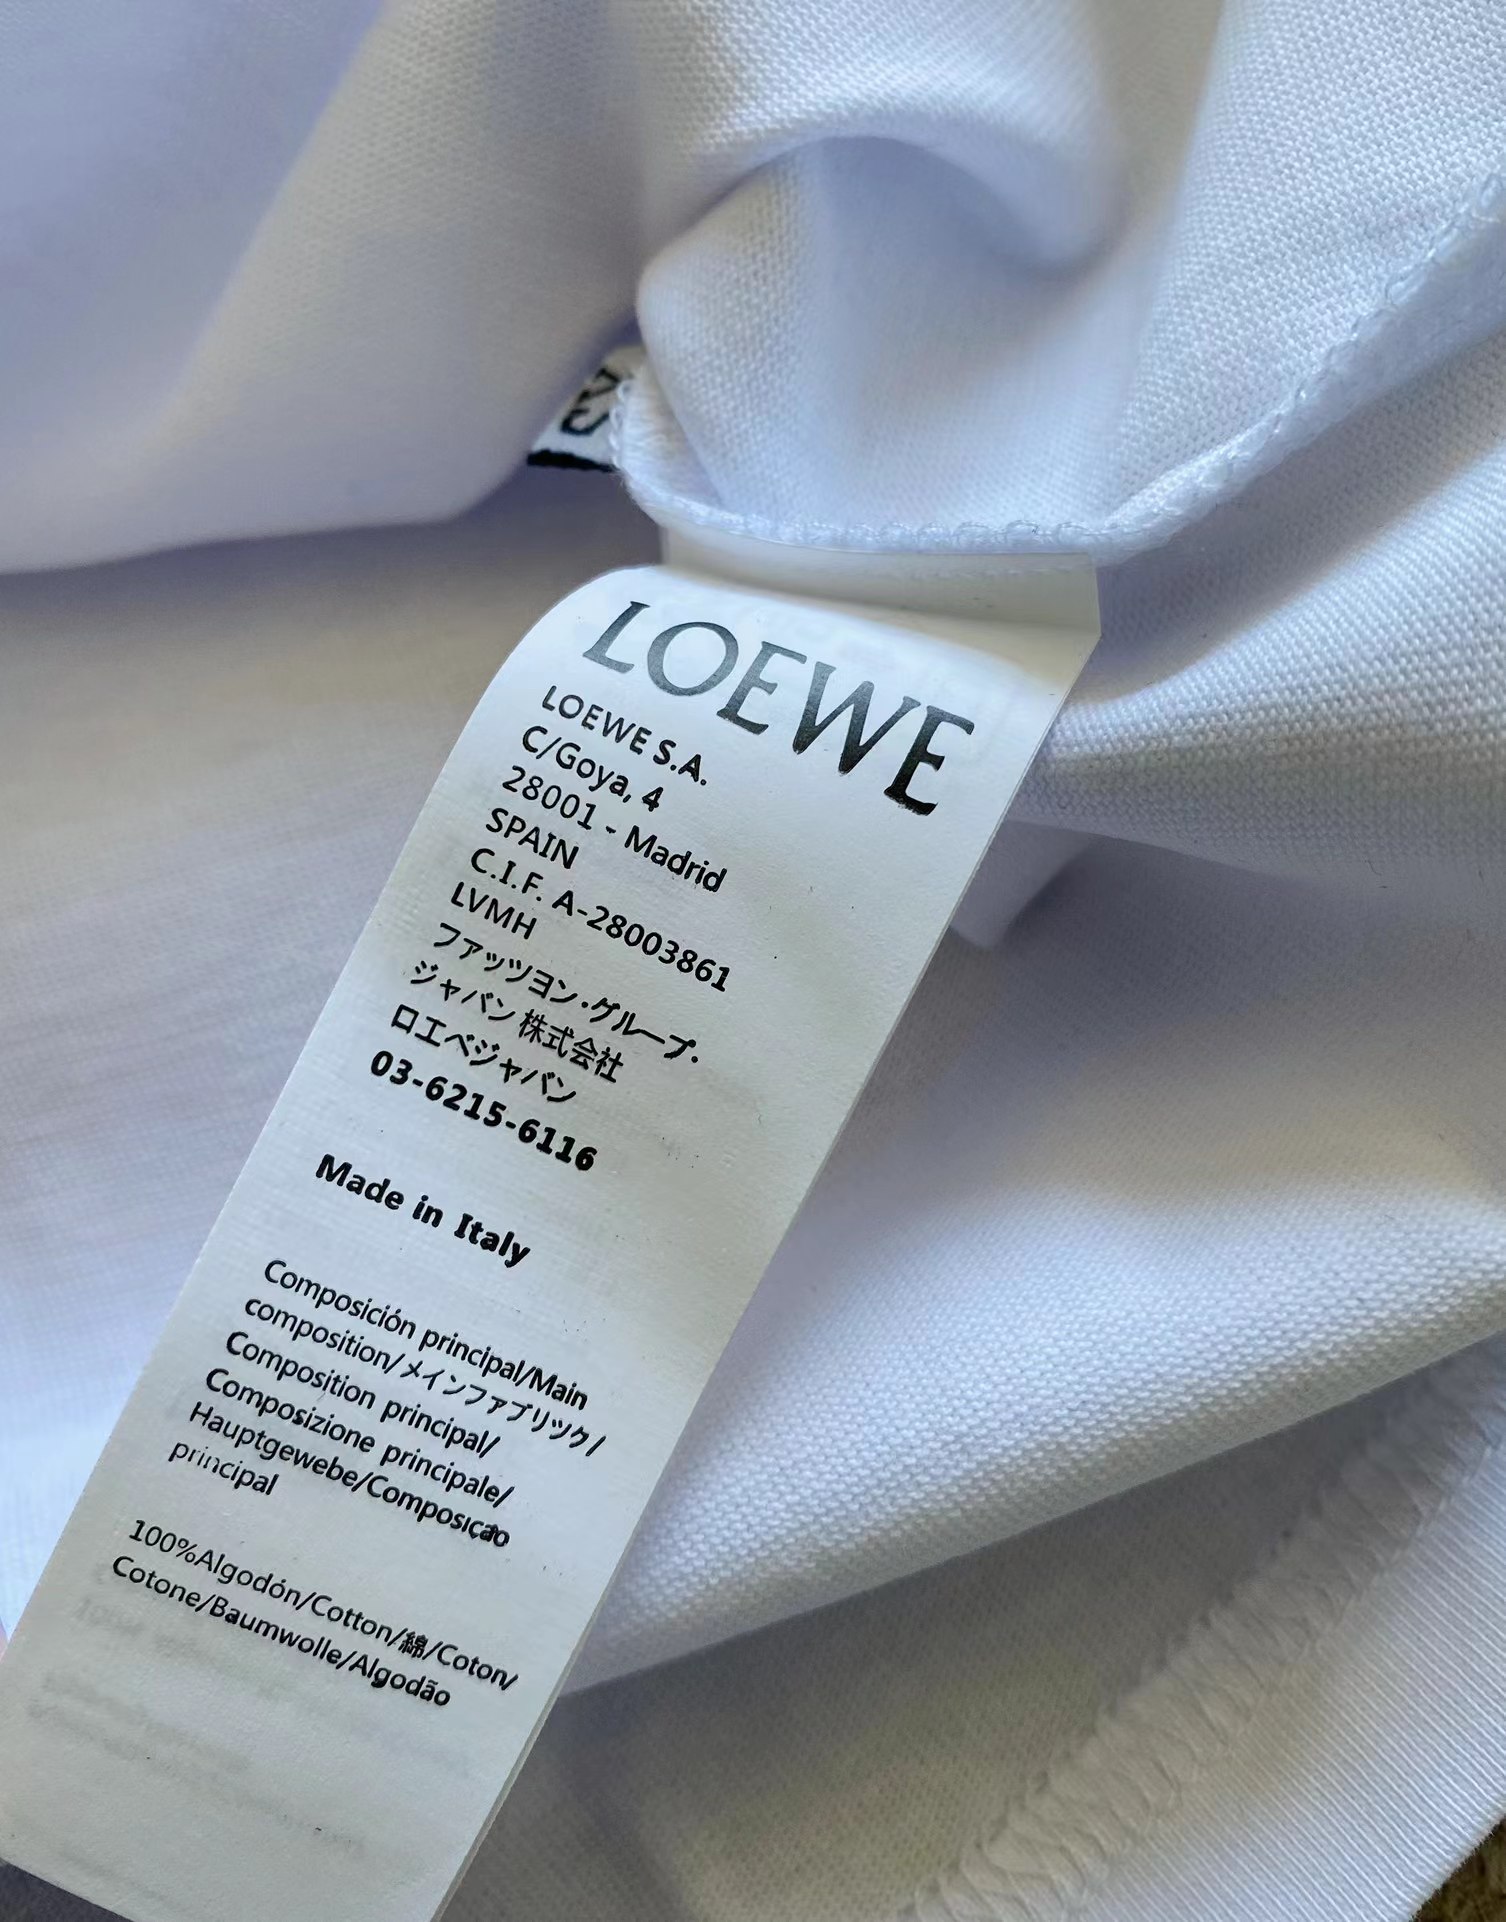 LOEWE
LOEWE S.A.
C/Goya, 4
28001 - Madrid
SPAIN
C.I.F. A-28003861
LVMH
ファッツヨン・グループ・
ジャバン 株式会社
ロエベジャバン
03-6215-6116
Made in Italy
Composición principal/Main
composition/メインファブリック/
Composition principal/
Composizione principale/
Hauptgewebe/Composicão
principal
100%Algodón/Cotton/綿/Coton/
Cotone/Baumwolle/Algodão